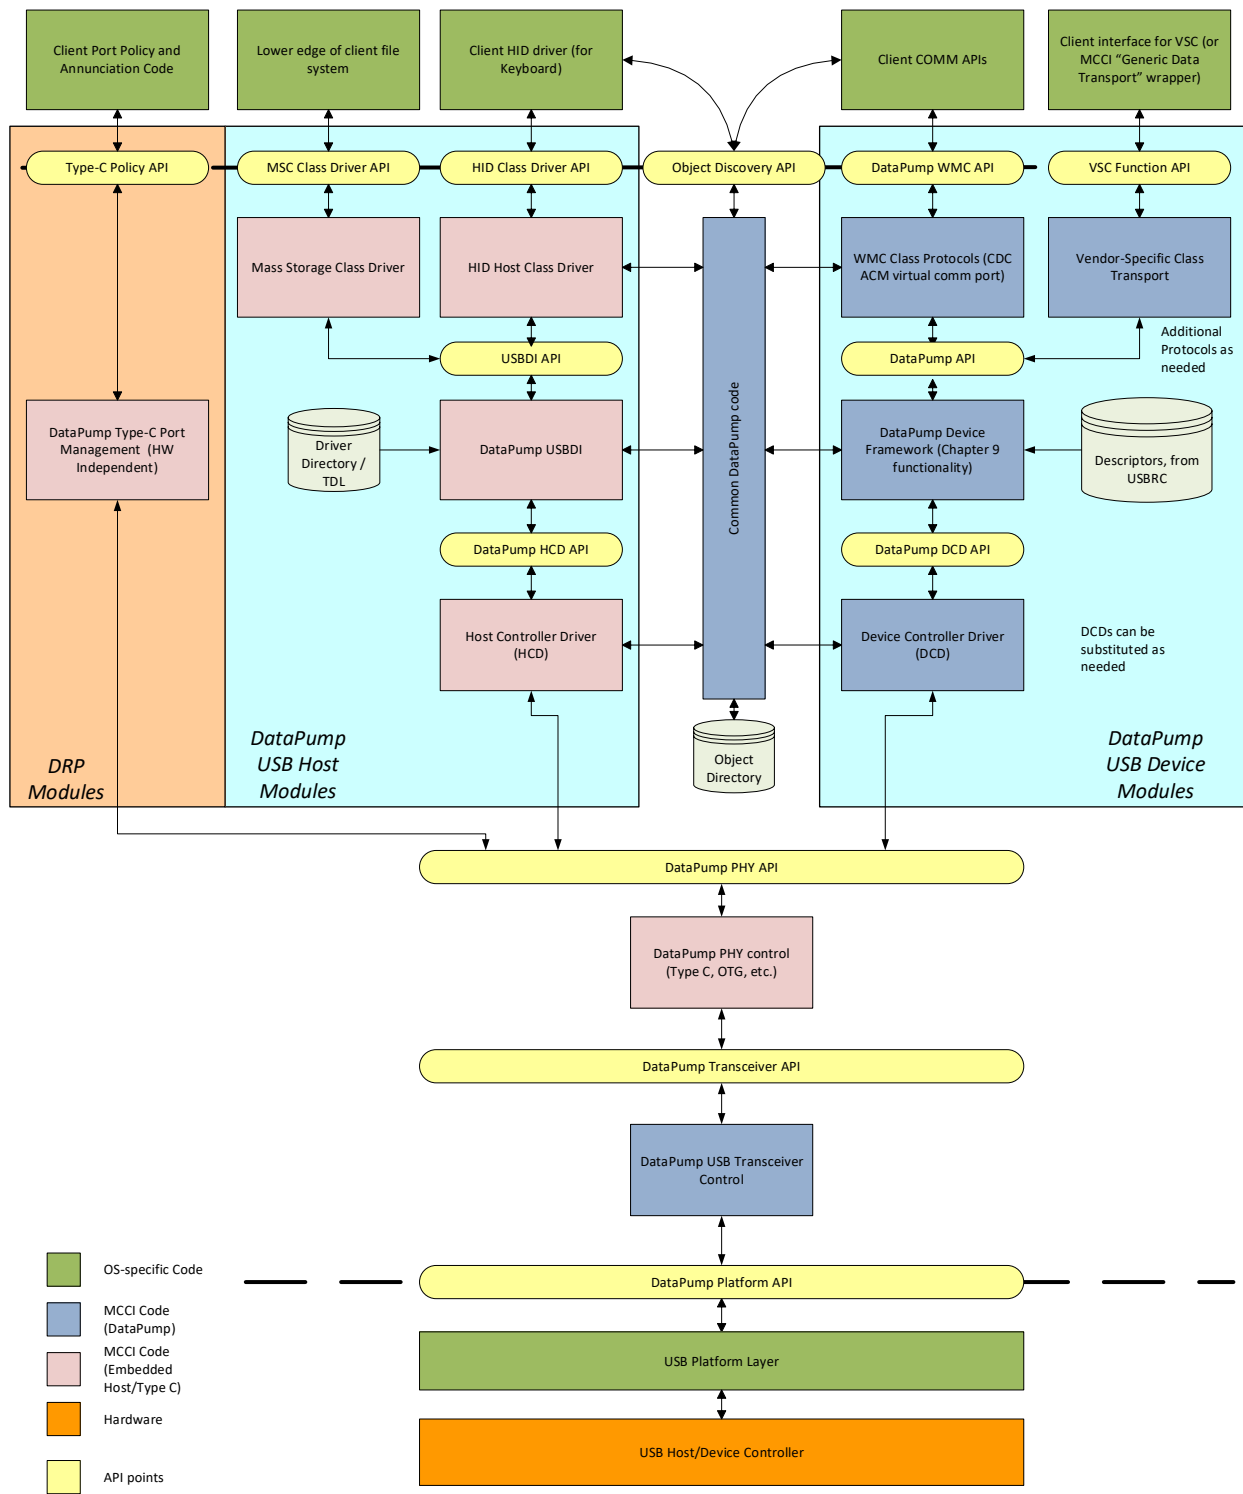 Client Port Policy and
Annunciation Code
Lower edge of client file
system
Client HID driver (for
Keyboard)
Client COMM APIs
Client interface for VSC (or
MCCI “Generic Data
Transport” wrapper)
Type-C Policy API
MSC Class Driver API
HID Class Driver API
Object Discovery API
DataPump WMC API
VSC Function API
Mass Storage Class Driver
HID Host Class Driver
WMC Class Protocols (CDC
ACM virtual comm port)
Vendor-Specific Class
Transport
USBDI API
DataPump API
Additional
Protocols as
needed
DataPump Type-C Port
Management (HW
Independent)
Driver
Directory /
TDL
DataPump USBDI
Common DataPump code
DataPump Device
Framework (Chapter 9
functionality)
Descriptors, from
USBRC
DataPump HCD API
DataPump DCD API
Host Controller Driver
(HCD)
Device Controller Driver
(DCD)
DCDs can be
substituted as
needed
DRP
Modules
DataPump
USB Host
Modules
Object
Directory
DataPump
USB Device
Modules
DataPump PHY API
DataPump PHY control
(Type C, OTG, etc.)
DataPump Transceiver API
DataPump USB Transceiver
Control
DataPump Platform API
USB Platform Layer
USB Host/Device Controller
OS-specific Code
MCCI Code
(DataPump)
MCCI Code
(Embedded
Host/Type C)
Hardware
API points